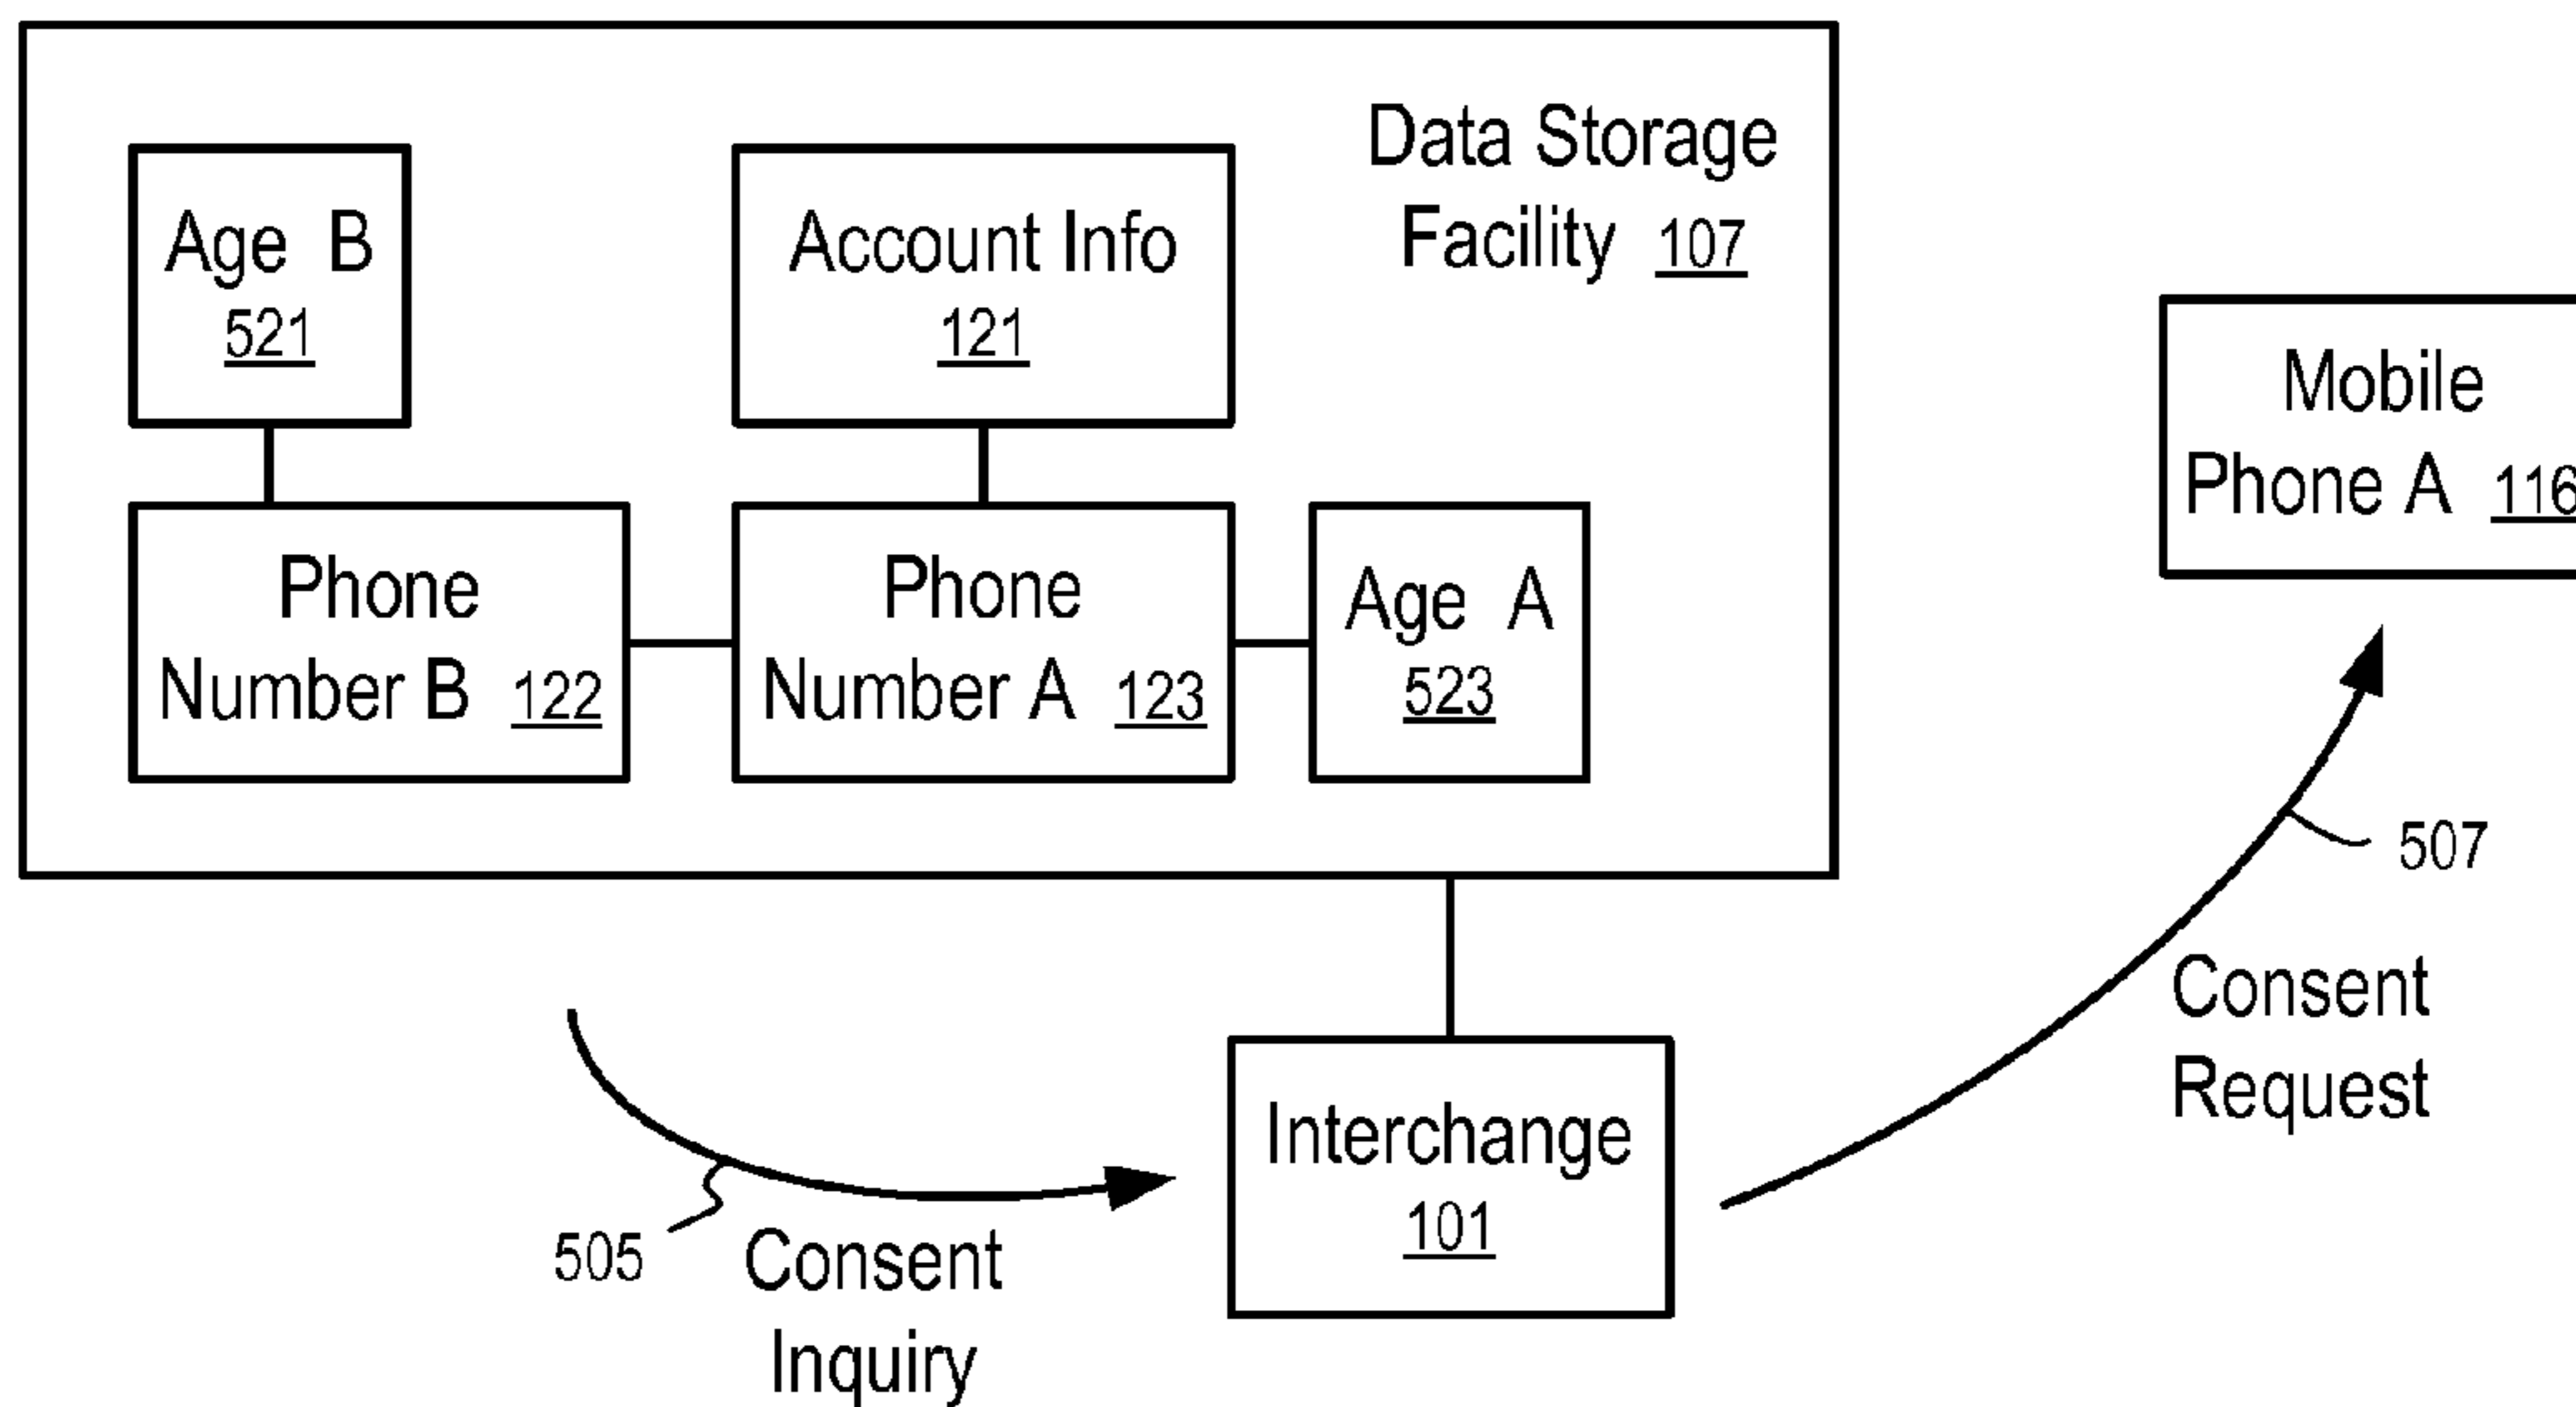 Data Storage
Facility 107
Age B
521
Account Info
121
Mobile
Phone A 116
Phone
Number B 122
Phone
Number A 123
Age A
523
507
Consent
Request
Interchange
101
505
Consent
Inquiry